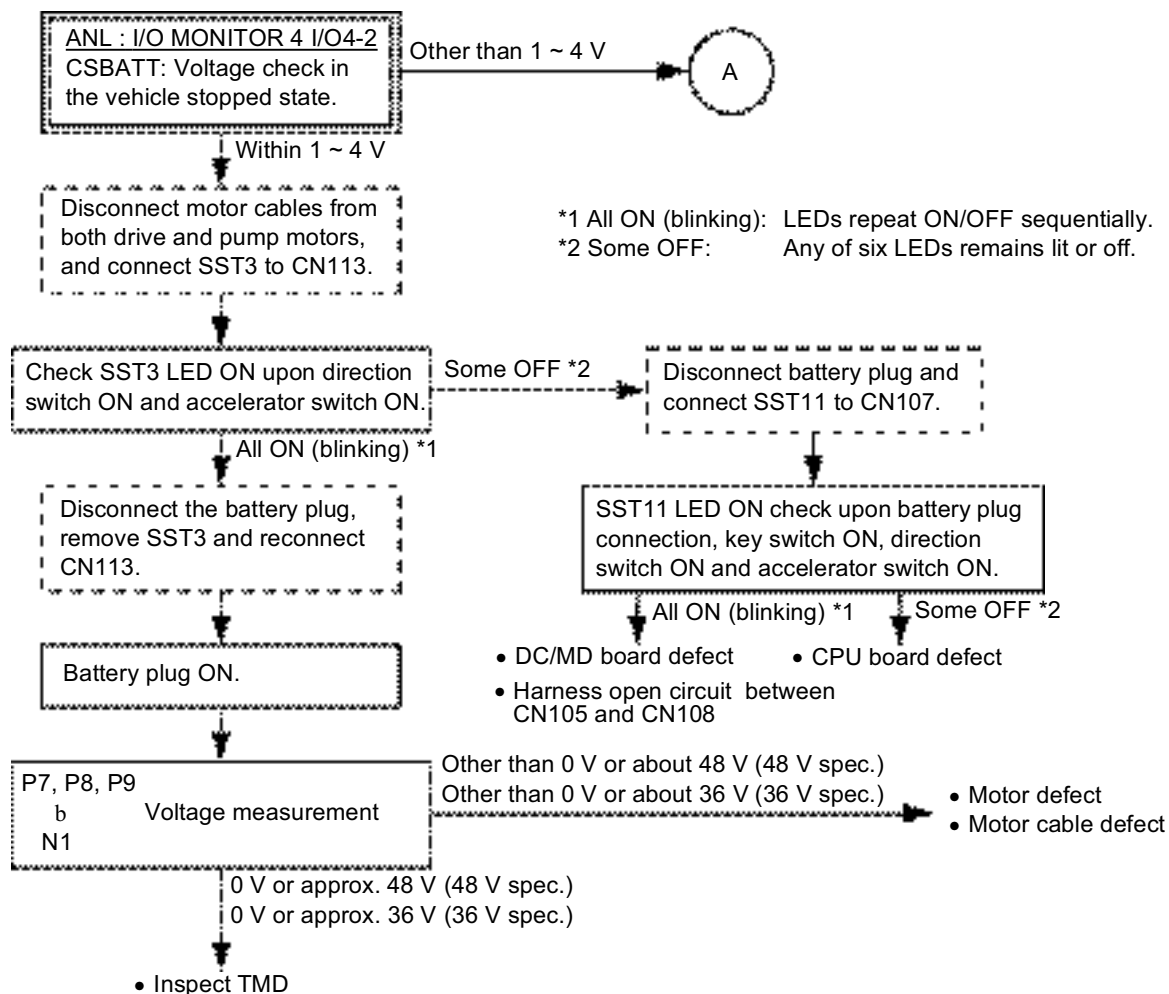 ANL : I/O MONITOR 4 I/O4-2
CSBATT: Voltage check in
the vehicle stopped state.
Other than 1 ~ 4 V
A
Within 1 ~ 4 V
Disconnect motor cables from
both drive and pump motors,
and connect SST3 to CN113.
*1 All ON (blinking): LEDs repeat ON/OFF sequentially.
*2 Some OFF: Any of six LEDs remains lit or off.
Check SST3 LED ON upon direction
switch ON and accelerator switch ON.
Some OFF *2
Disconnect battery plug and
connect SST11 to CN107.
All ON (blinking) *1
Disconnect the battery plug,
remove SST3 and reconnect
CN113.
SST11 LED ON check upon battery plug
connection, key switch ON, direction
switch ON and accelerator switch ON.
All ON (blinking) *1
Some OFF *2
• DC/MD board defect
• Harness open circuit between
CN105 and CN108
• CPU board defect
Battery plug ON.
P7, P8, P9
b
N1
Voltage measurement
Other than 0 V or about 48 V (48 V spec.)
Other than 0 V or about 36 V (36 V spec.)
• Motor defect
• Motor cable defect
0 V or approx. 48 V (48 V spec.)
0 V or approx. 36 V (36 V spec.)
• Inspect TMD